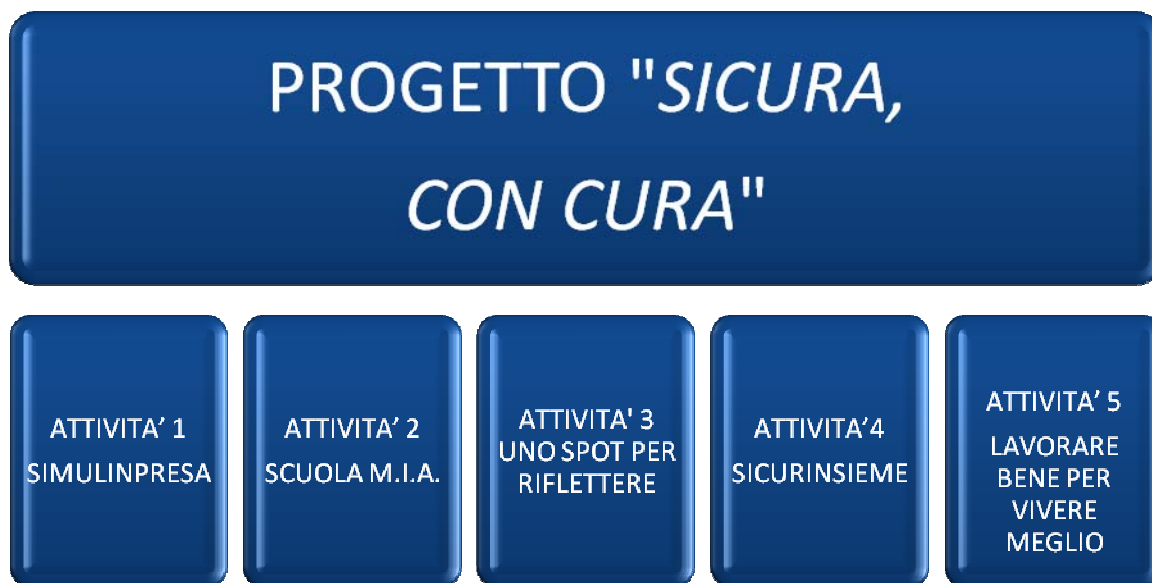 PROGETTO "SICURA,
CON CURA"
ATTIVITA’ 1
SIMULINPRESA
ATTIVITA’ 2
SCUOLA M.I.A.
ATTIVITA' 3
UNO SPOT PER
RIFLETTERE
ATTIVITA’4
SICURINSIEME
ATTIVITA’ 5
LAVORARE
BENE PER
VIVERE
MEGLIO